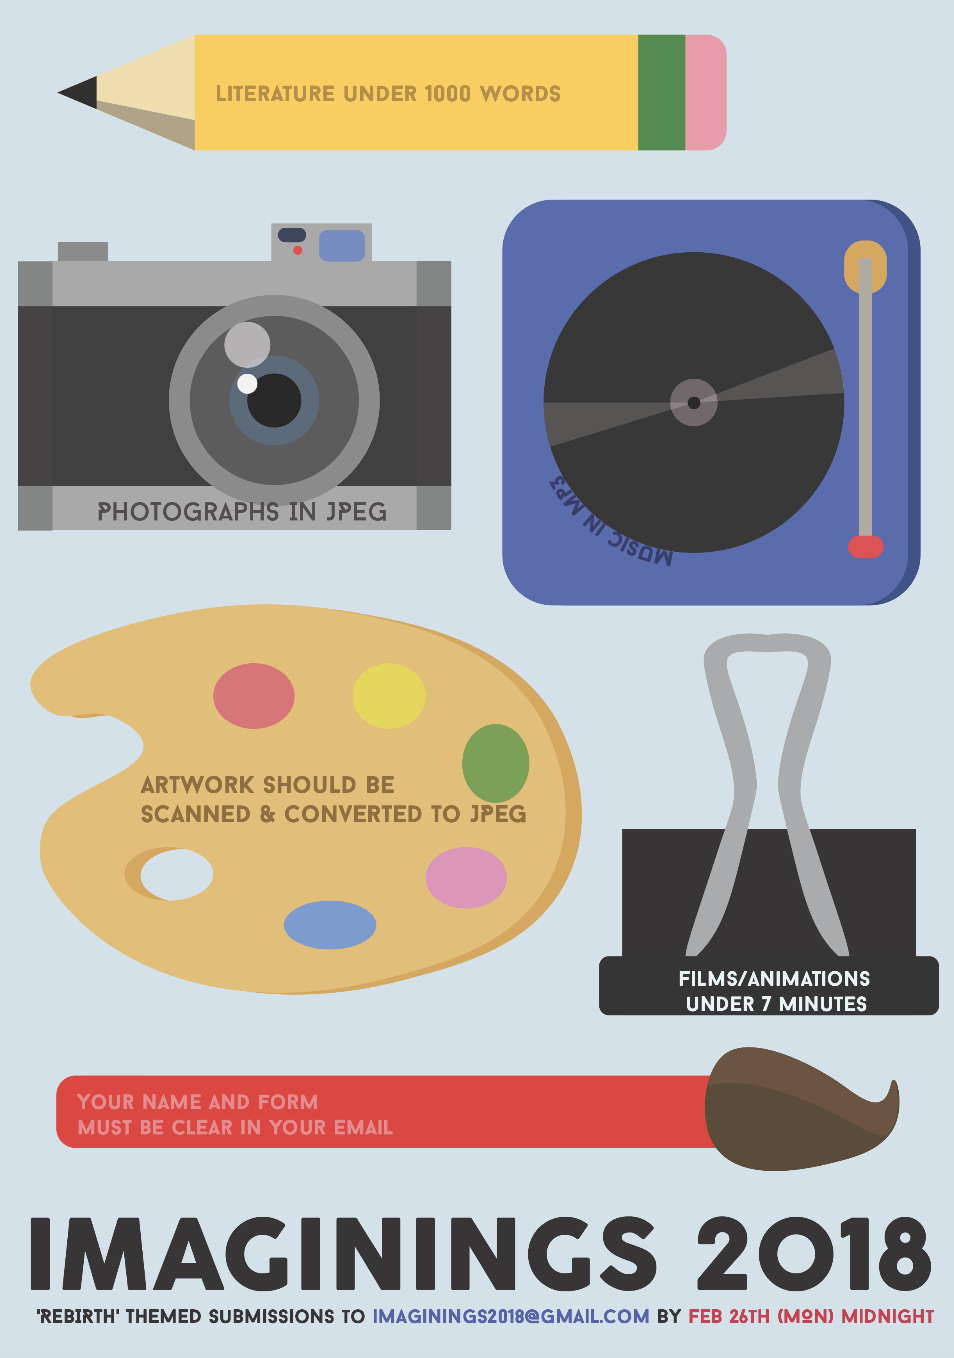 LITERATURE UNDER 1000 WORDS
PHOTOGRAPHS IN JPEG
MUSIC IN MP3
ARTWORK SHOULD BE
SCANNED & CONVERTED TO JPEG
FILMS/ANIMATIONS
UNDER 7 MINUTES
YOUR NAME AND FORM
MUST BE CLEAR IN YOUR EMAIL
IMAGININGS 2018
'REBIRTH' THEMED SUBMISSIONS TO IMAGININGS2018@GMAIL.COM BY FEB 26TH (MON) MIDNIGHT